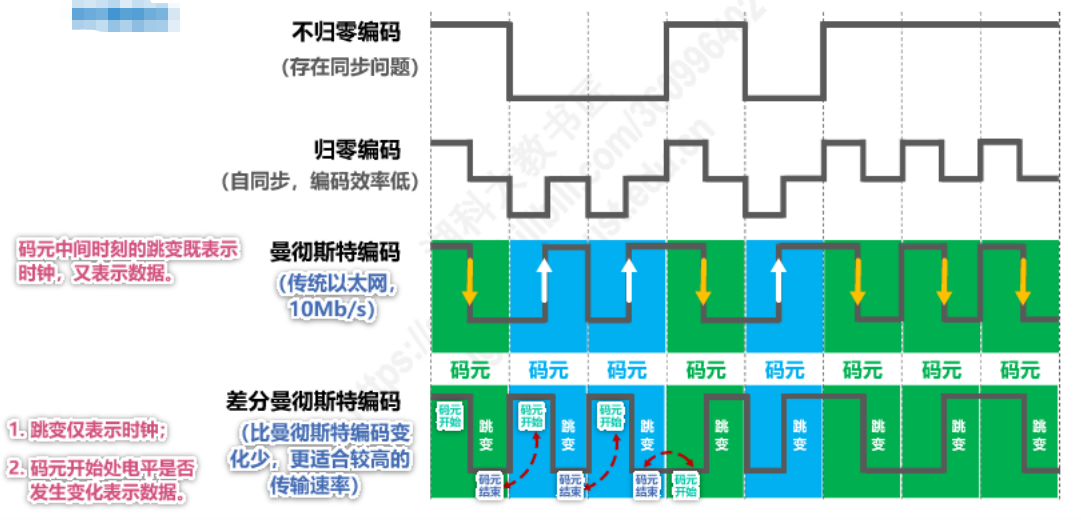 不归零编码
（存在同步问题）
归零编码
（自同步，编码效率低）
码元中间时刻的跳变既表示
时钟，又表示数据。
曼彻斯特编码
（传统以太网，
10Mb/s）
码元 码元 码元 码元 码元 码元 码元 码元
差分曼彻斯特编码
（比曼彻斯特编码变
化少，更适合较高的
传输速率）
1. 跳变仅表示时钟；
2. 码元开始处电平是否
发生变化表示数据。
码元
开始
码元
开始
码元
开始
跳变 跳变 跳变 跳变 跳变 跳变 跳变 跳变
码元
结束
码元
结束
码元
结束
码元
开始